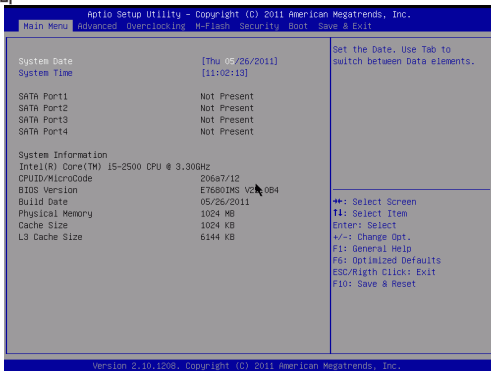 Aptio Setup Utility – Copyright (C) 2011 American Megatrends, Inc.
Main Menu Advanced Overclocking M-Flash Security Boot Save & Exit
System Date [Thu 05/26/2011]
System Time [11:02:13]
SATA Port1 Not Present
SATA Port2 Not Present
SATA Port3 Not Present
SATA Port4 Not Present
System Information
Intel(R) Core(TM) i5-2500 CPU @ 3.30GHz
CPUID/MicroCode 206a7/12
BIOS Version E7680IMS 0B4
Build Date 05/26/2011
Physical Memory 1024 MB
Cache Size 1024 KB
L3 Cache Size 6144 KB
Set the Date. Use Tab to
switch between Data elements.
→←: Select Screen
↑↓: Select Item
Enter: Select
+/-: Change Opt.
F1: General Help
F6: Optimized Defaults
ESC/Rigth Click: Exit
F10: Save & Reset
Version 2.10.1208. Copyright (C) 2011 American Megatrends, Inc.